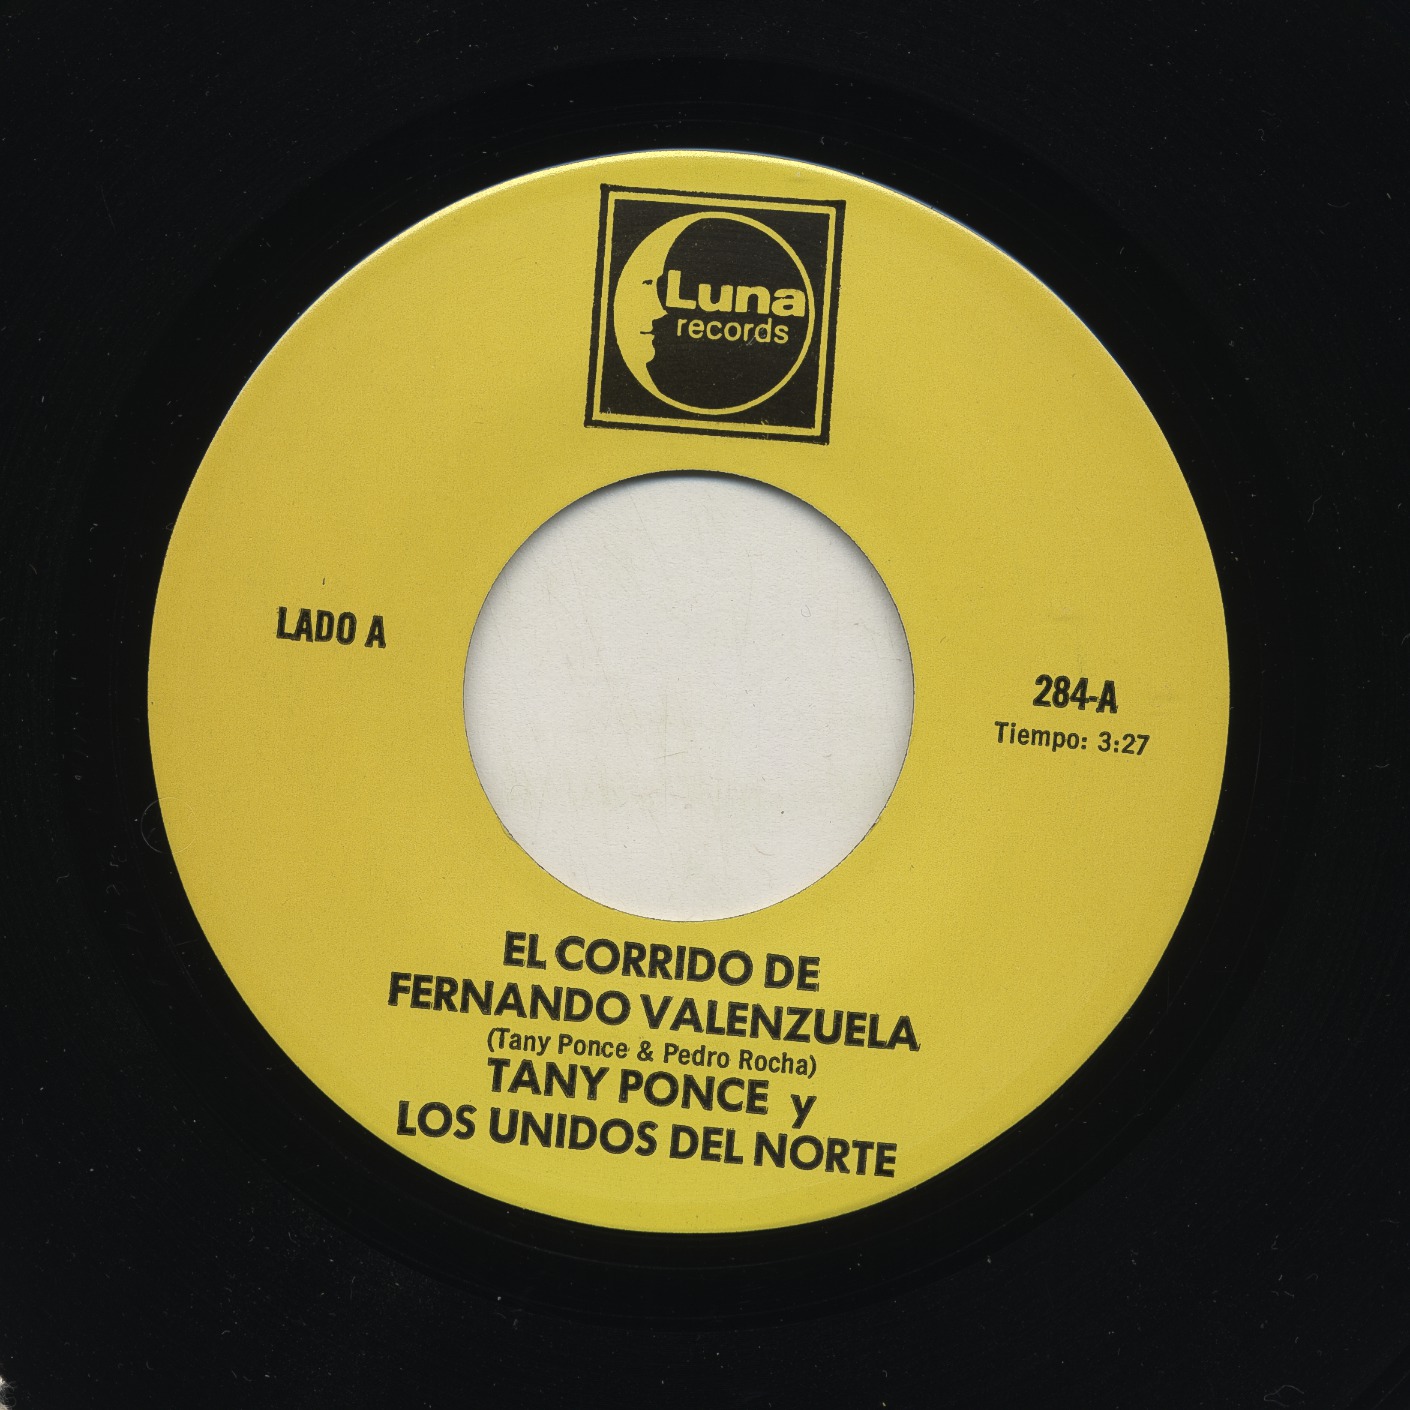 Luna
records
LADO A
284-A
Tiempo: 3:27
EL CORRIDO DE
FERNANDO VALENZUELA
(Tany Ponce & Pedro Rocha)
TANY PONCE y
LOS UNIDOS DEL NORTE